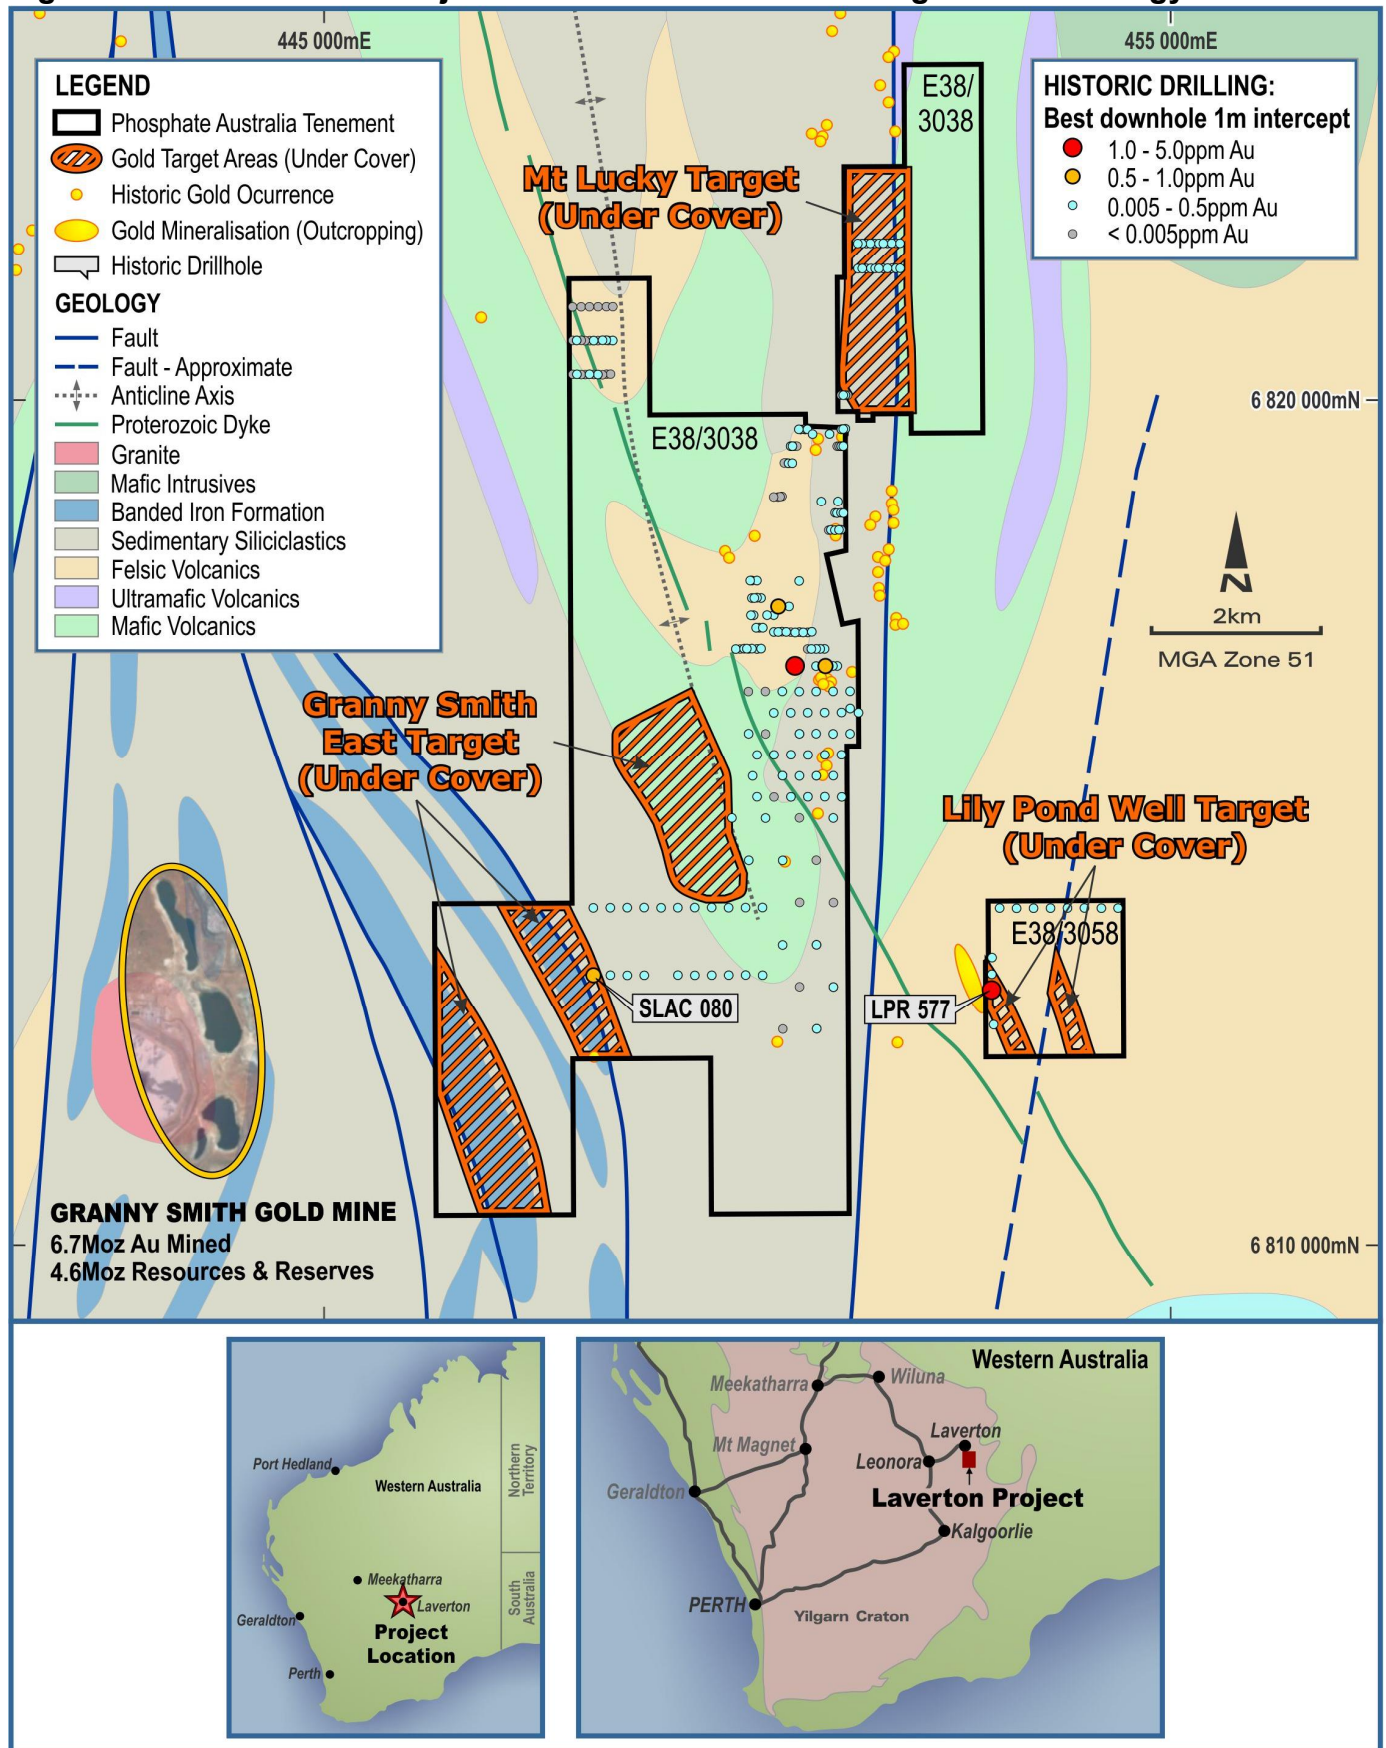 445 000mE
455 000mE
LEGEND
Phosphate Australia Tenement
Gold Target Areas (Under Cover)
Historic Gold Ocurrence
Gold Mineralisation (Outcropping)
Historic Drillhole
GEOLOGY
Fault
Fault - Approximate
Anticline Axis
Proterozoic Dyke
Granite
Mafic Intrusives
Banded Iron Formation
Sedimentary Siliciclastics
Felsic Volcanics
Ultramafic Volcanics
Mafic Volcanics
E38/
3038
HISTORIC DRILLING:
Best downhole 1m intercept
1.0 - 5.0ppm Au
0.5 - 1.0ppm Au
0.005 - 0.5ppm Au
< 0.005ppm Au
Mt Lucky Target
(Under Cover)
6 820 000mN
E38/3038
N
2km
MGA Zone 51
Granny Smith
East Target
(Under Cover)
Lily Pond Well Target
(Under Cover)
E38/3058
SLAC 080
LPR 577
GRANNY SMITH GOLD MINE
6.7Moz Au Mined
4.6Moz Resources & Reserves
6 810 000mN
Port Hedland
Western Australia
Northern
Territory
South
Australia
Meekatharra
Laverton
Geraldton
Project
Location
Perth
Western Australia
Meekatharra
Wiluna
Mt Magnet
Laverton
Leonora
Geraldton
Laverton Project
Kalgoorlie
PERTH
Yilgarn Craton